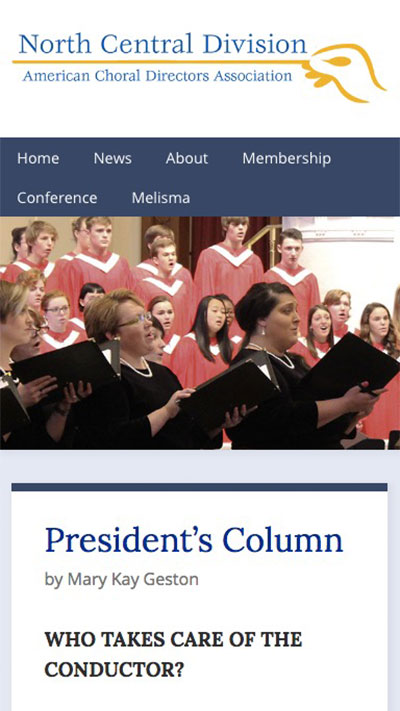 North Central Division
American Choral Directors Association
Home News About Membership
Conference Melisma
President’s Column
by Mary Kay Geston
WHO TAKES CARE OF THE
CONDUCTOR?